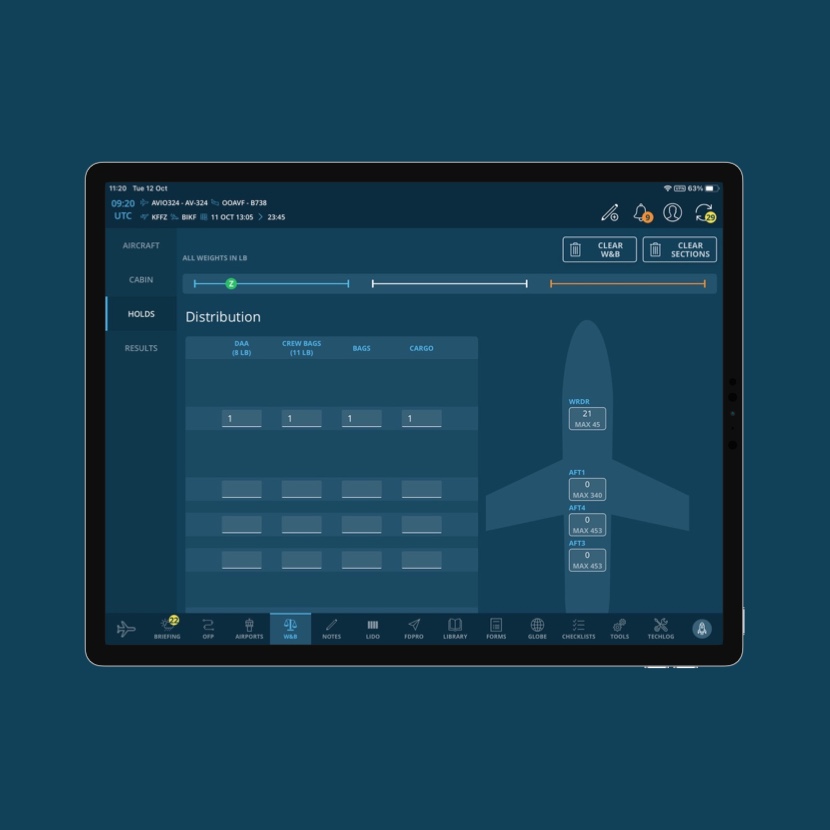 11:20 Tue 12 Oct
63%
09:20 AVIO324 - AV-324 OOAVF - B738
UTC KFFZ BIKF 11 OCT 13:05 > 23:45
9
29
AIRCRAFT
CABIN
HOLDS
RESULTS
ALL WEIGHTS IN LB
CLEAR
W&B
CLEAR
SECTIONS
Z
Distribution
DAA
(8 LB)
CREW BAGS
(11 LB)
BAGS
CARGO
1 1 1 1
WRDR
21
MAX 45
AFT1
0
MAX 340
AFT4
0
MAX 453
AFT3
0
MAX 453
22
BRIEFING OFP AIRPORTS W&B NOTES LIDO FDPRO LIBRARY FORMS GLOBE CHECKLISTS TOOLS TECHLOG